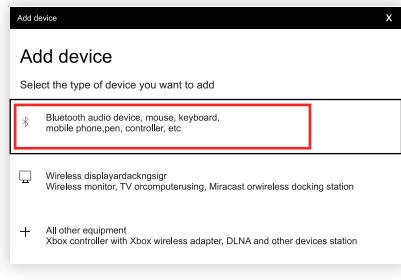 Add device X
Add device
Select the type of device you want to add
Bluetooth audio device, mouse, keyboard,
mobile phone,pen, controller, etc
Wireless displayardackngsigr
Wireless monitor, TV orcomputerusing, Miracast orwireless docking station
All other equipment
Xbox controller with Xbox wireless adapter, DLNA and other devices station